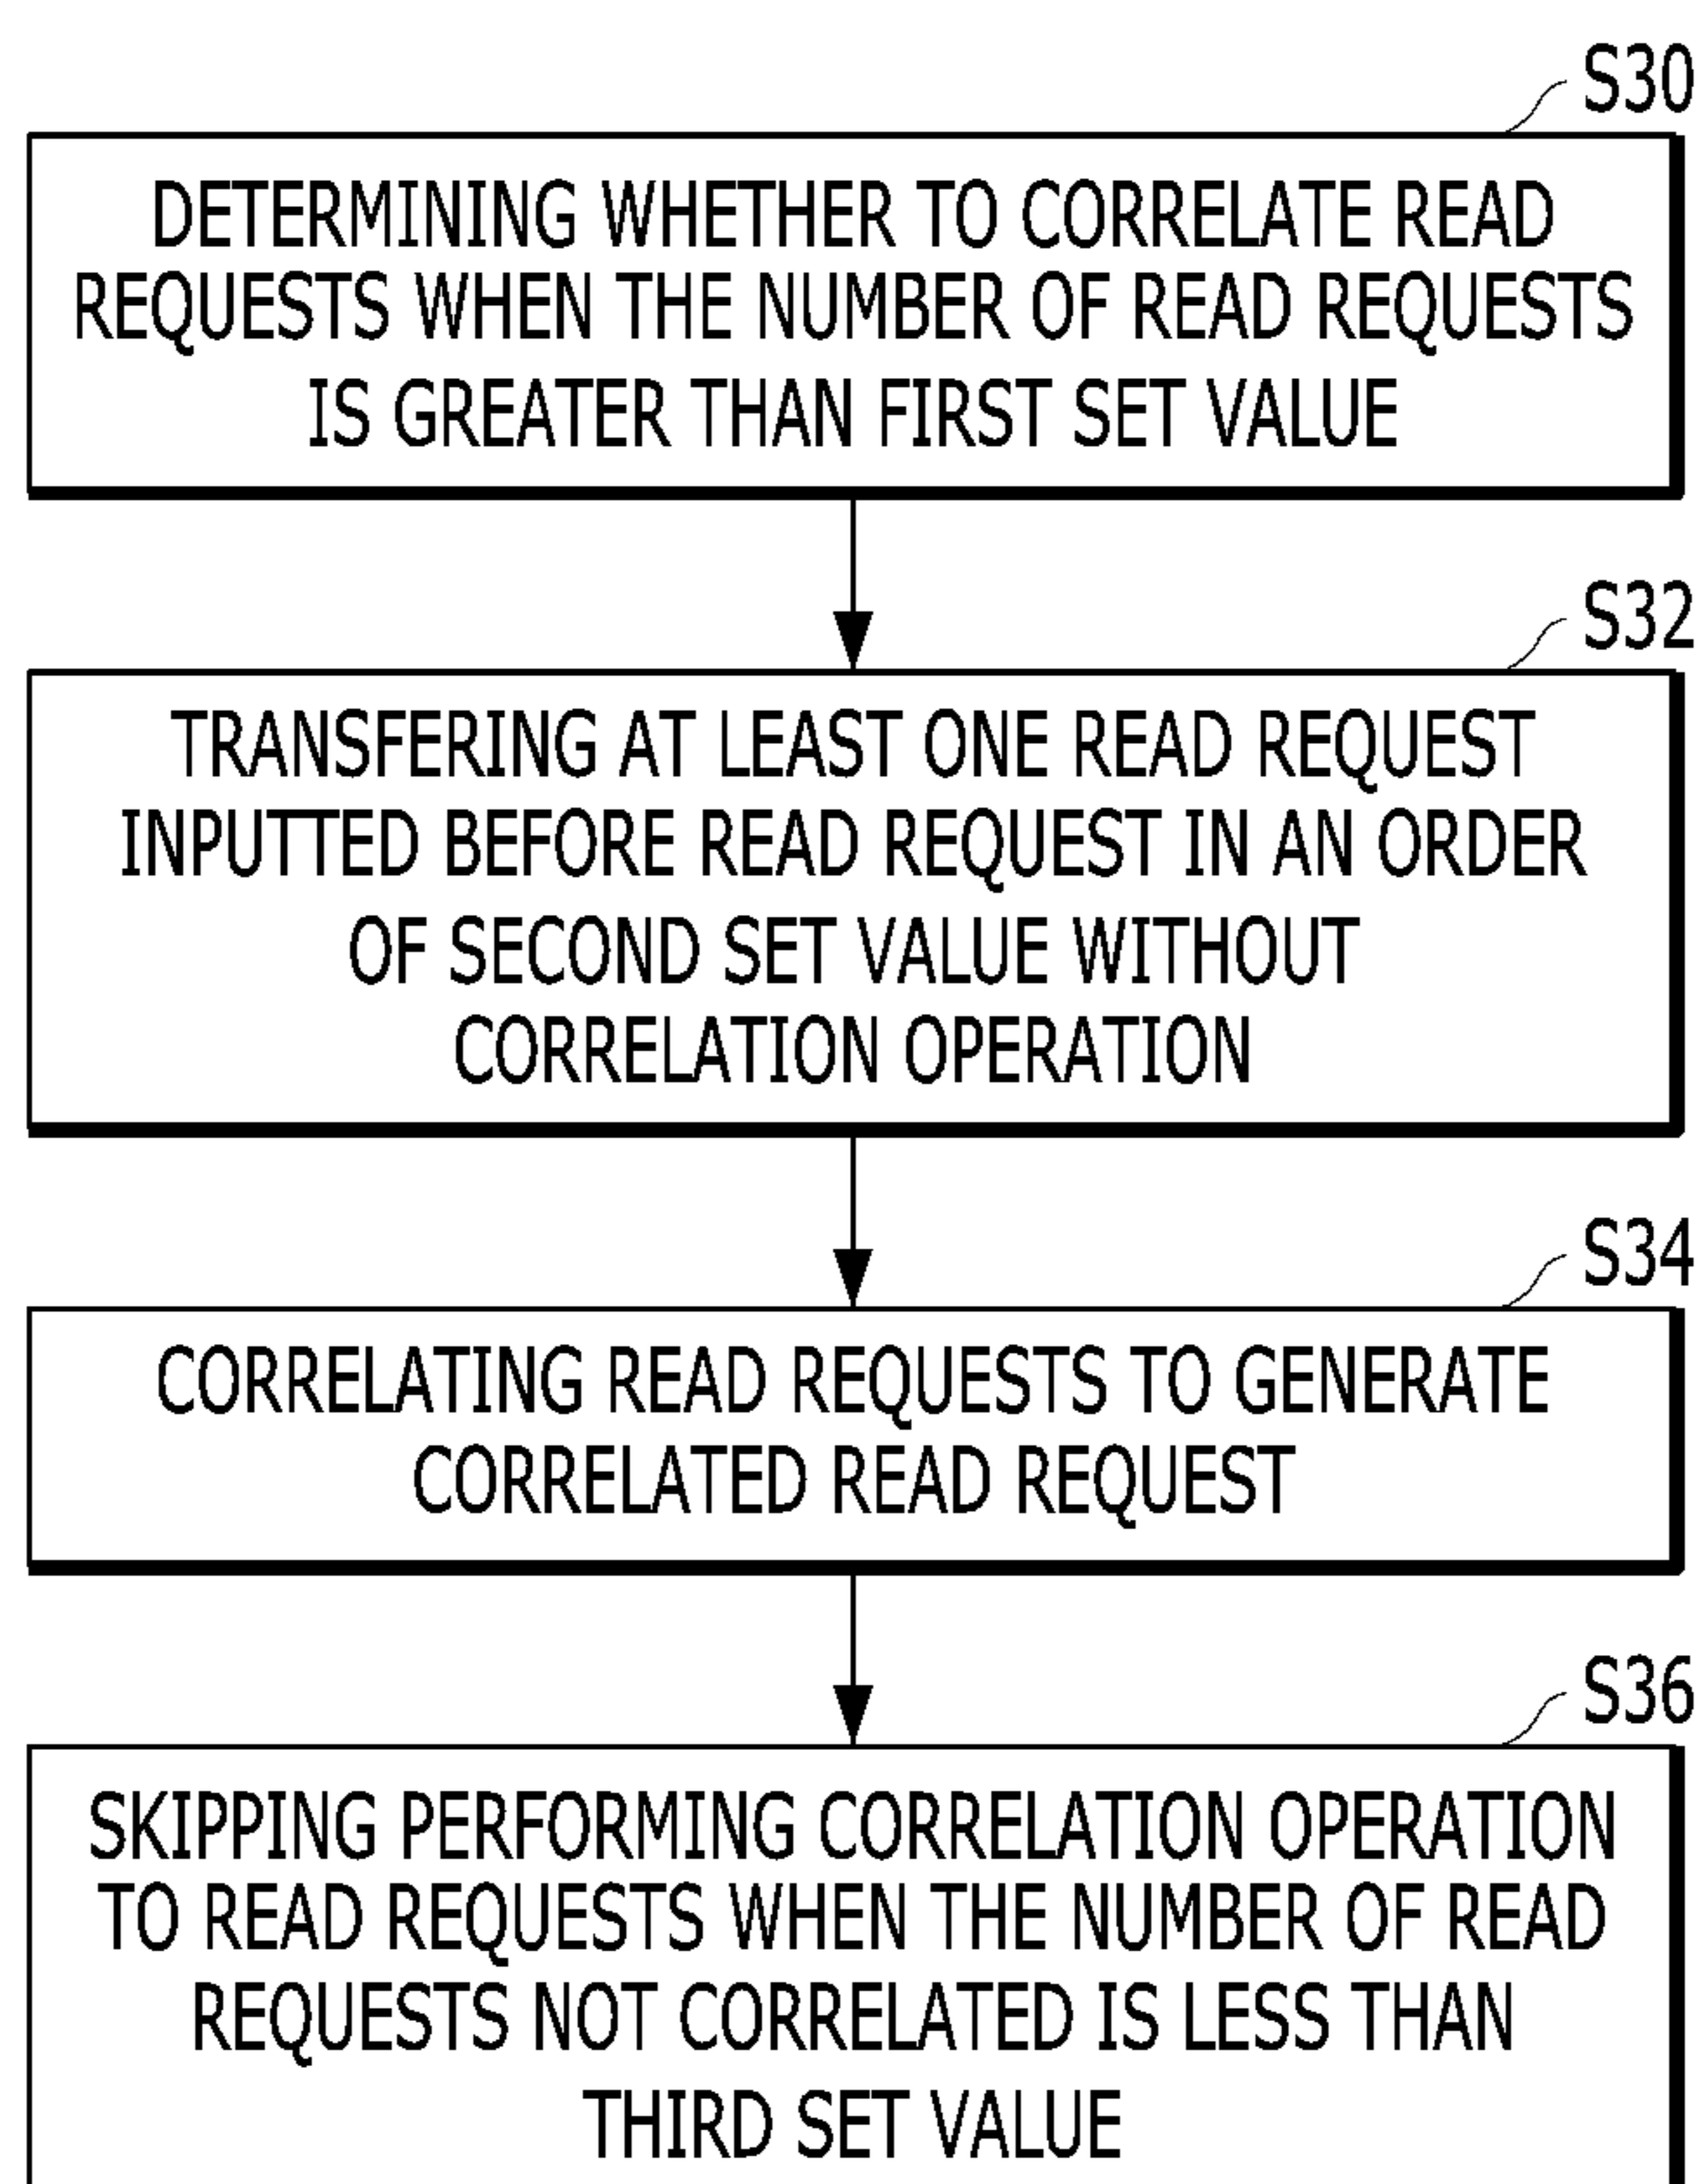 S30
DETERMINING WHETHER TO CORRELATE READ
REQUESTS WHEN THE NUMBER OF READ REQUESTS
IS GREATER THAN FIRST SET VALUE
S32
TRANSFERING AT LEAST ONE READ REQUEST
INPUTTED BEFORE READ REQUEST IN AN ORDER
OF SECOND SET VALUE WITHOUT
CORRELATION OPERATION
S34
CORRELATING READ REQUESTS TO GENERATE
CORRELATED READ REQUEST
S36
SKIPPING PERFORMING CORRELATION OPERATION
TO READ REQUESTS WHEN THE NUMBER OF READ
REQUESTS NOT CORRELATED IS LESS THAN
THIRD SET VALUE